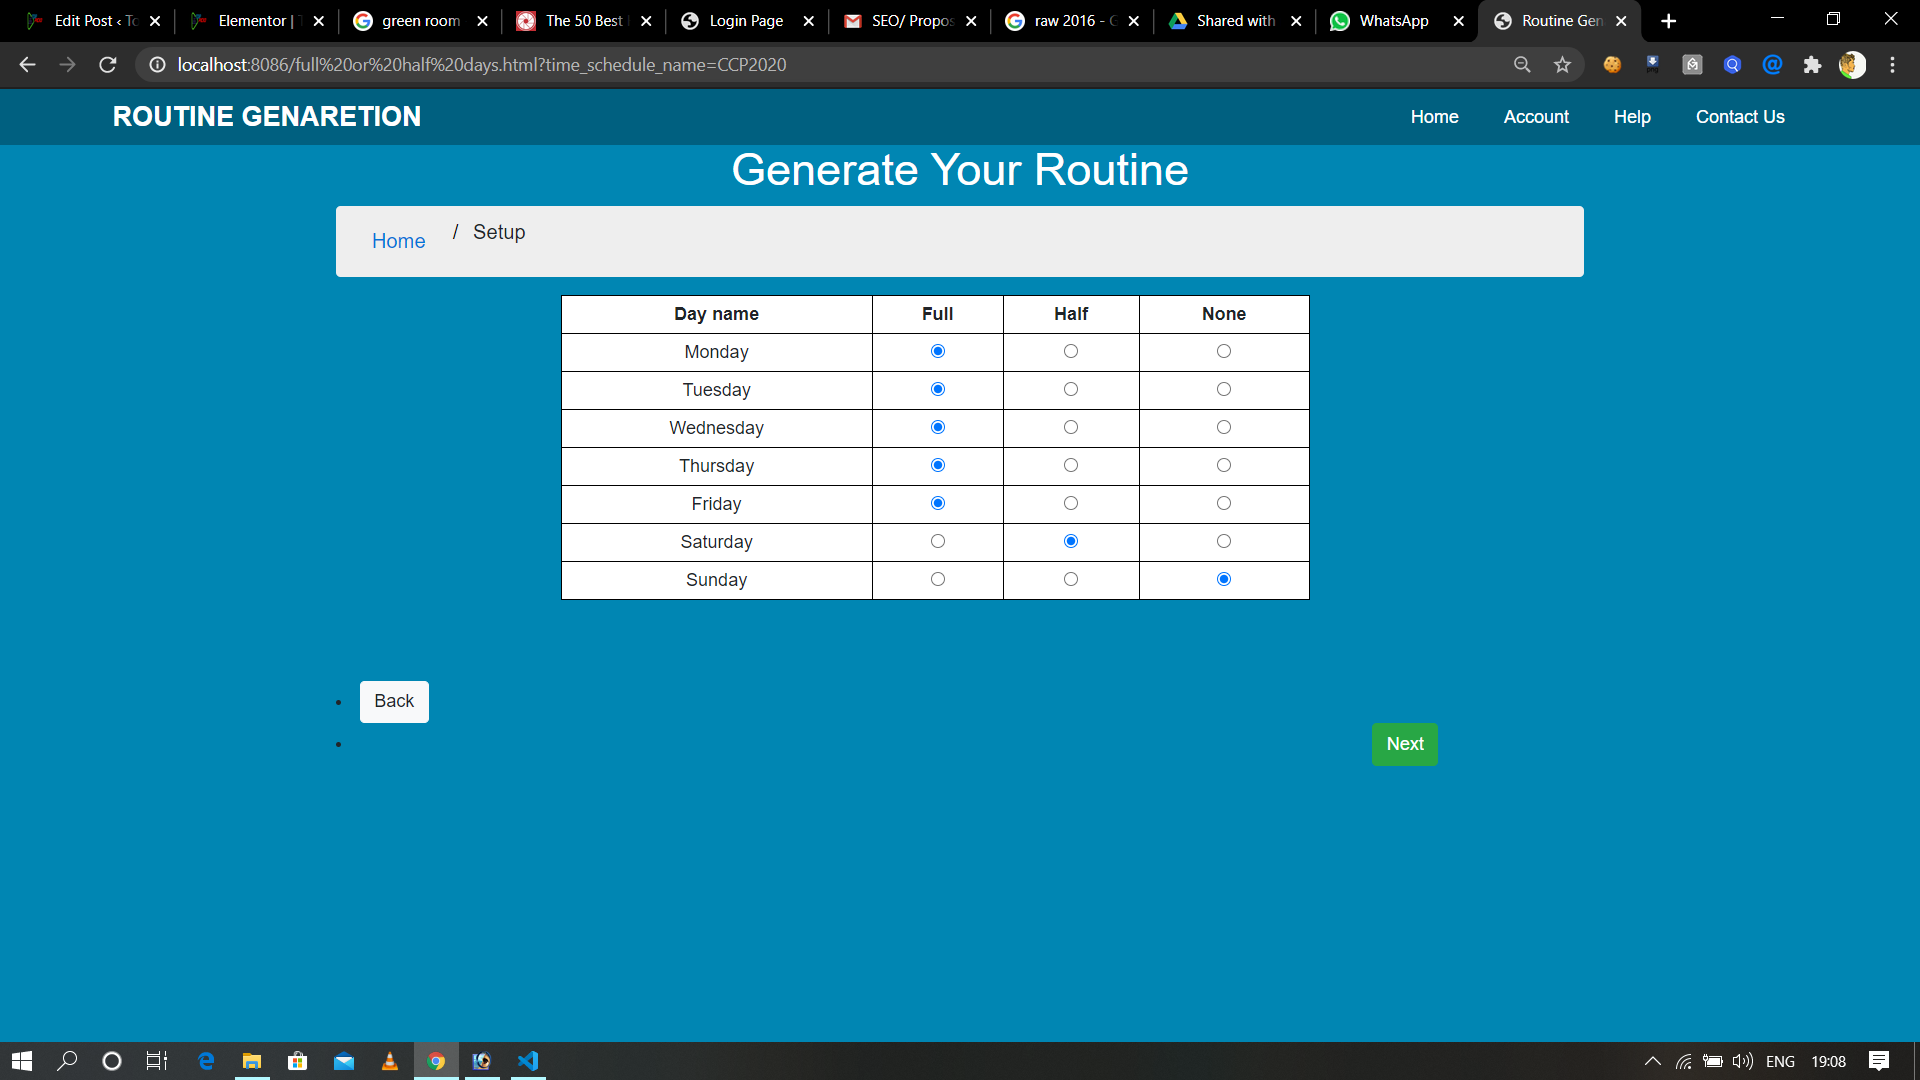 Edit Post ‹ To
Elementor | T
green room
The 50 Best
Login Page
SEO/ Propos
raw 2016 - G
Shared with
WhatsApp
Routine Gen
localhost:8086/full%20or%20half%20days.html?time_schedule_name=CCP2020
ROUTINE GENARETION
Home Account Help Contact Us
Generate Your Routine
Home / Setup
Day name Full Half None
Monday
Tuesday
Wednesday
Thursday
Friday
Saturday
Sunday
Back
Next
ENG 19:08